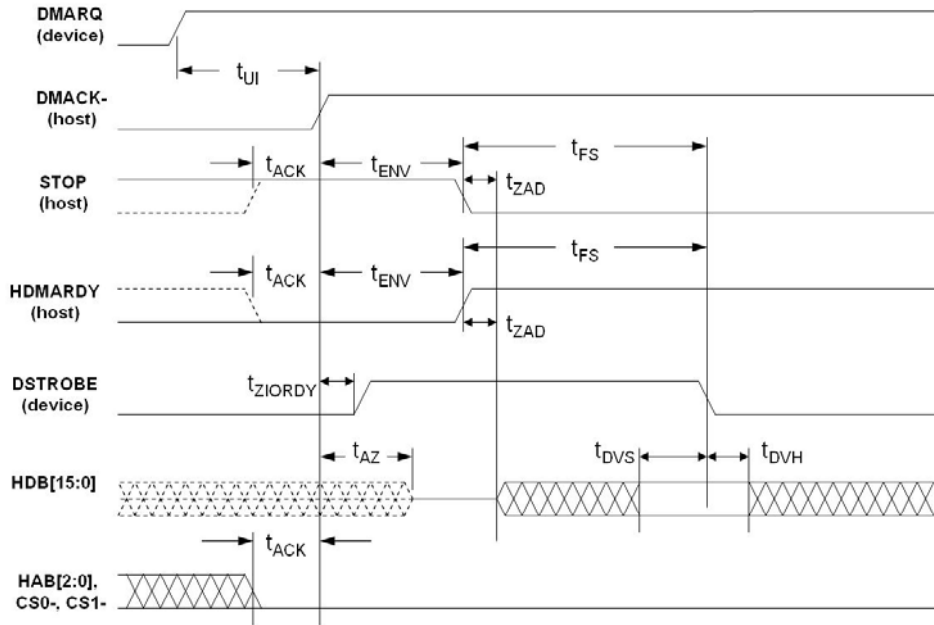 DMARQ
(device)
tUI
DMACK-
(host)
tFS
tACK
tENV
tZAD
STOP
(host)
tFS
tACK
tENV
HDMARDY
(host)
tZAD
DSTROBE
(device)
tZIORDY
tAZ
tDVS
tDVH
HDB[15:0]
tACK
HAB[2:0],
CS0-, CS1-